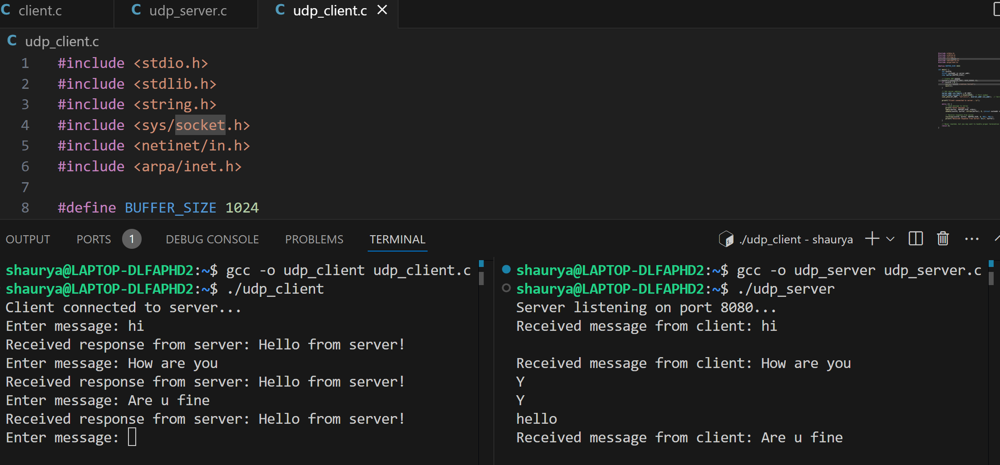 client.c
udp_server.c
udp_client.c
udp_client.c
1 #include <stdio.h>
2 #include <stdlib.h>
3 #include <string.h>
4 #include <sys/socket.h>
5 #include <netinet/in.h>
6 #include <arpa/inet.h>
7
8 #define BUFFER_SIZE 1024
OUTPUT PORTS 1 DEBUG CONSOLE PROBLEMS TERMINAL ./udp_client - shaurya
shaurya@LAPTOP-DLFAPHD2:~$ gcc -o udp_client udp_client.c
shaurya@LAPTOP-DLFAPHD2:~$ ./udp_client
Client connected to server...
Enter message: hi
Received response from server: Hello from server!
Enter message: How are you
Received response from server: Hello from server!
Enter message: Are u fine
Received response from server: Hello from server!
Enter message:
shaurya@LAPTOP-DLFAPHD2:~$ gcc -o udp_server udp_server.c
shaurya@LAPTOP-DLFAPHD2:~$ ./udp_server
Server listening on port 8080...
Received message from client: hi
Received message from client: How are you
Y
Y
hello
Received message from client: Are u fine